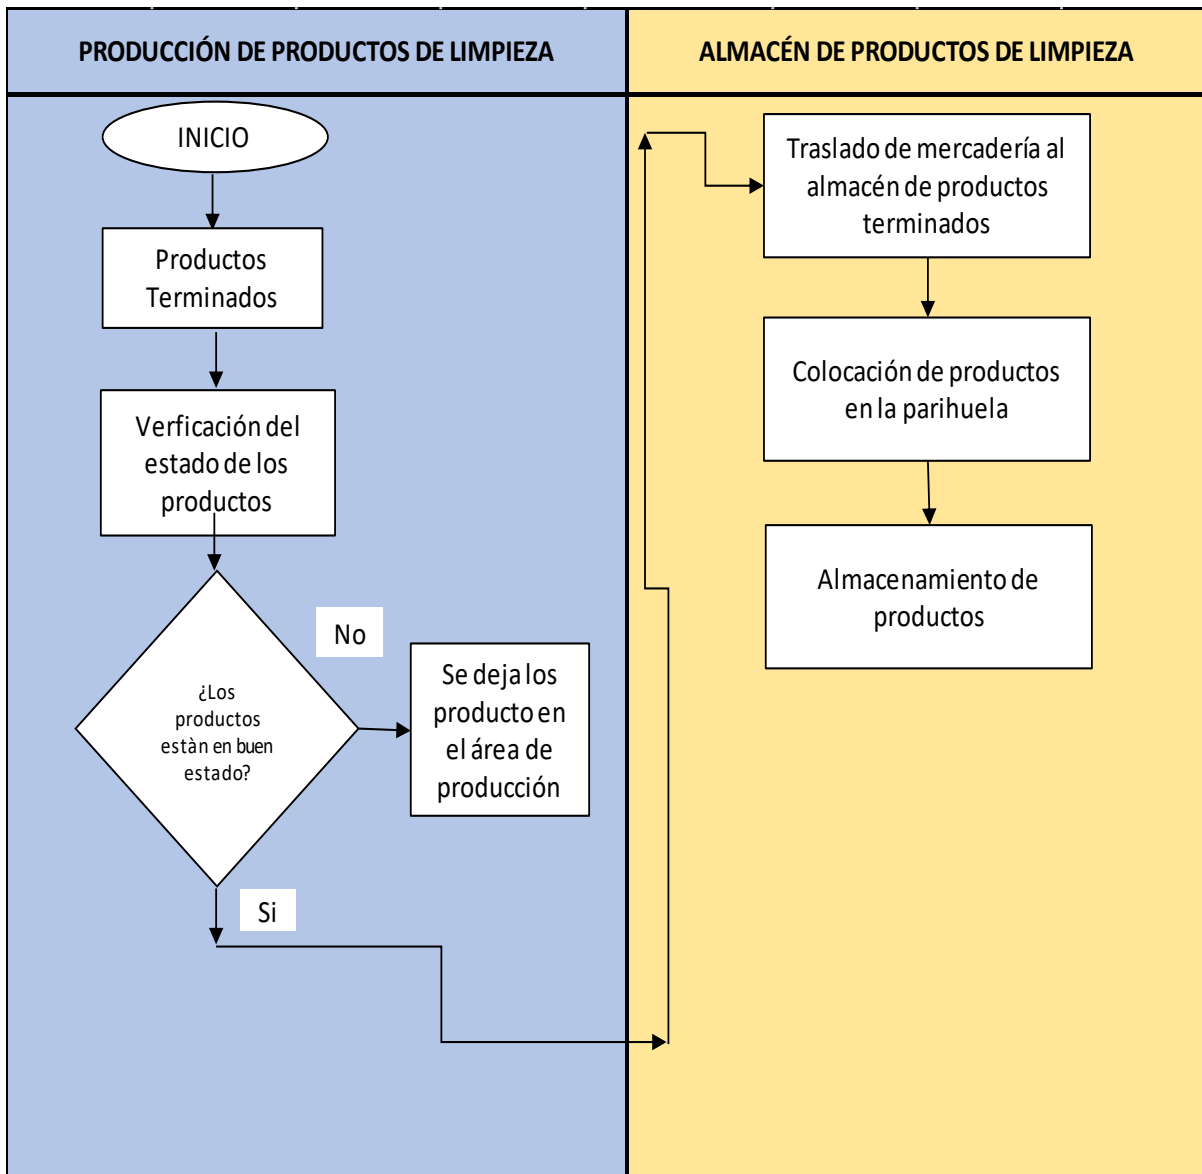 PRODUCCIÓN DE PRODUCTOS DE LIMPIEZA
ALMACÉN DE PRODUCTOS DE LIMPIEZA
INICIO
Productos
Terminados
Verficación del
estado de los
productos
¿Los
productos
estàn en buen
estado?
No
Se deja los
producto en
el área de
producción
Si
Traslado de mercadería al
almacén de productos
terminados
Colocación de productos
en la parihuela
Almacenamiento de
productos